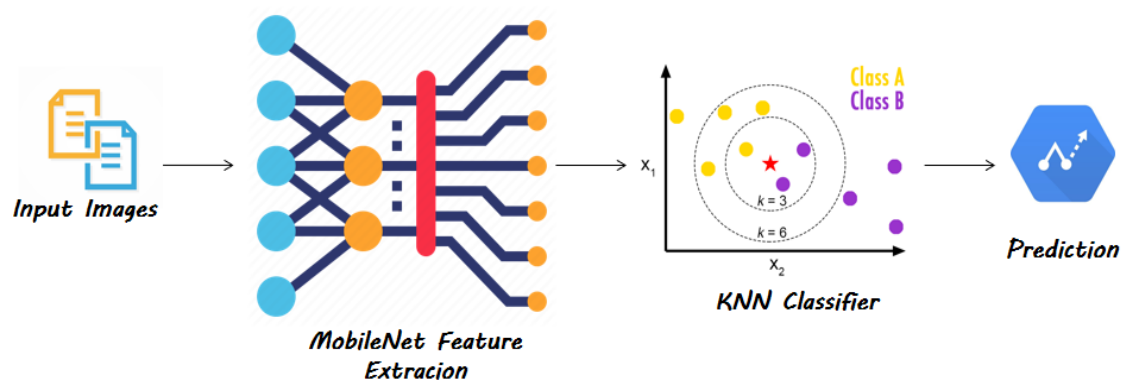 Input Images
MobileNet Feature
Extracion
Class A
Class B
X1
k = 3
k = 6
X2
KNN Classifier
Prediction